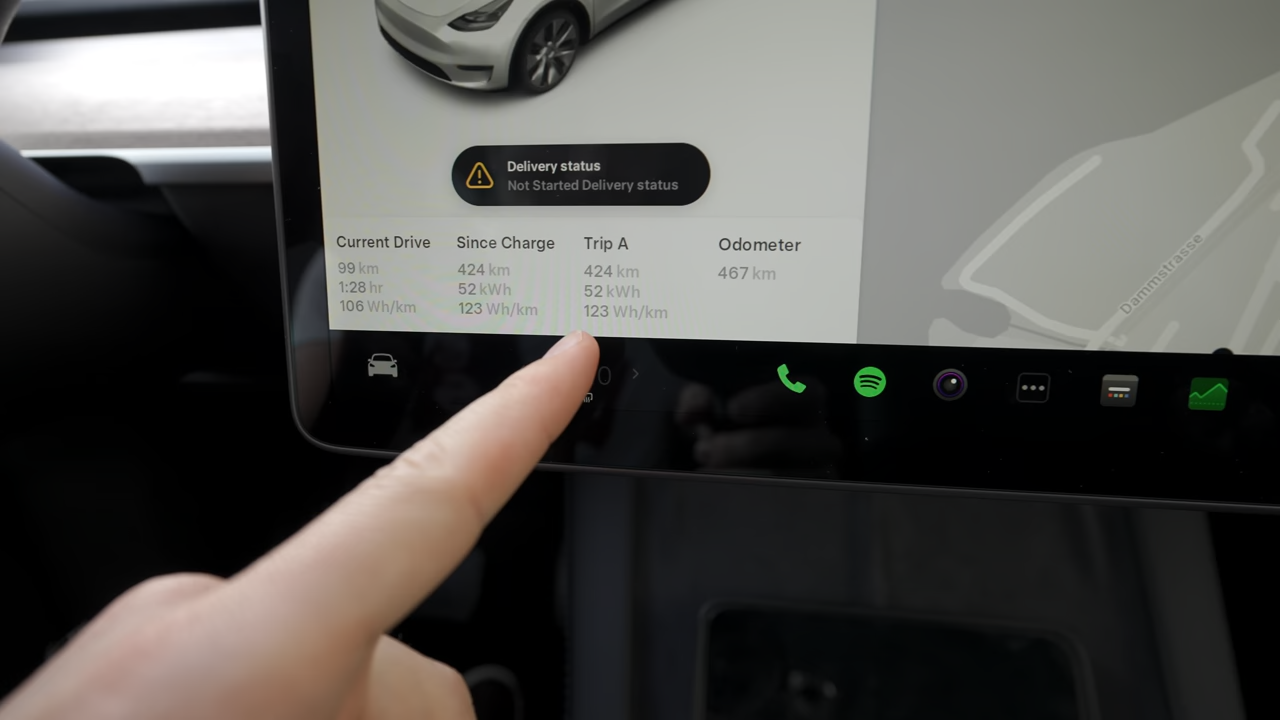 Delivery status
Not Started Delivery status
Current Drive
99 km
1:28 hr
106 Wh/km
Since Charge
424 km
52 kWh
123 Wh/km
Trip A
424 km
52 kWh
123 Wh/km
Odometer
467 km
Dammstrasse